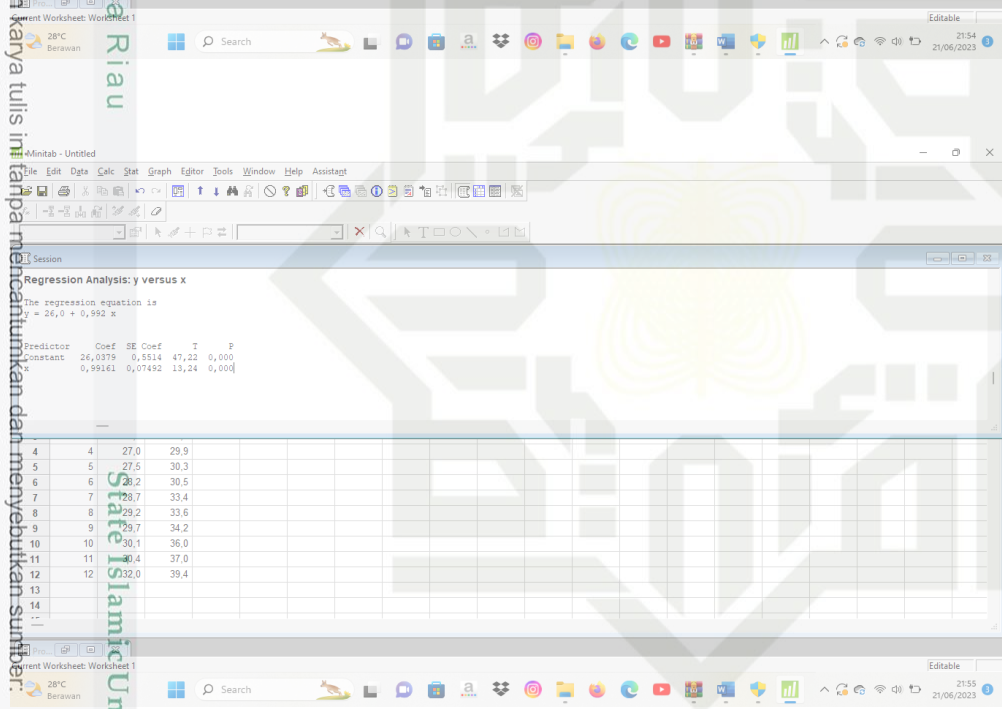 Current Worksheet: Worksheet 1
Editable
28°C
Berawan
Search
21:54
21/06/2023
karya tulis ini tanpa mencantumkan dan menyebutkan sumber:
a Riau
Minitab - Untitled
File Edit Data Calc Stat Graph Editor Tools Window Help Assistant
Session
Regression Analysis: y versus x
The regression equation is
y = 26,0 + 0,992 x
Predictor Coef SE Coef T P
Constant 26,0379 0,5514 47,22 0,000
x 0,99161 0,07492 13,24 0,000
4 4 27,0 29,9
5 5 27,5 30,3
6 6 28,2 30,5
7 7 28,7 33,4
8 8 29,2 33,6
9 9 29,7 34,2
10 10 30,1 36,0
11 11 30,4 37,0
12 12 32,0 39,4
13
14
State Islamic Un
Pro...
Current Worksheet: Worksheet 1
Editable
28°C
Berawan
Search
21:55
21/06/2023